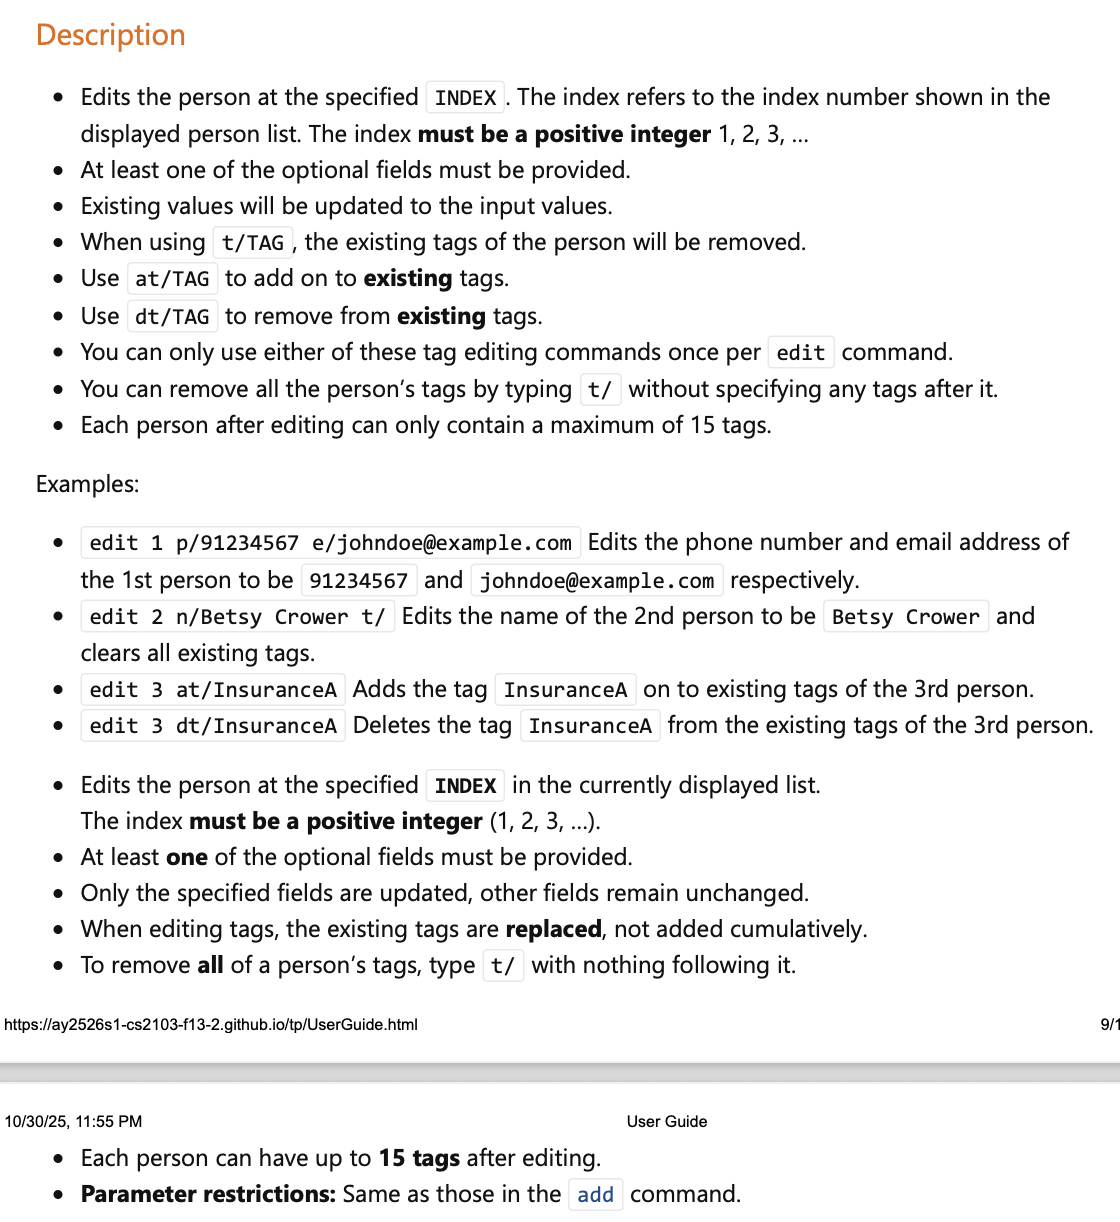 Description
• Edits the person at the specified INDEX . The index refers to the index number shown in the
displayed person list. The index must be a positive integer 1, 2, 3, …
• At least one of the optional fields must be provided.
• Existing values will be updated to the input values.
• When using t/TAG , the existing tags of the person will be removed.
• Use at/TAG to add on to existing tags.
• Use dt/TAG to remove from existing tags.
• You can only use either of these tag editing commands once per edit command.
• You can remove all the person’s tags by typing t/ without specifying any tags after it.
• Each person after editing can only contain a maximum of 15 tags.
Examples:
• edit 1 p/91234567 e/johndoe@example.com Edits the phone number and email address of
the 1st person to be 91234567 and johndoe@example.com respectively.
• edit 2 n/Betsy Crower t/ Edits the name of the 2nd person to be Betsy Crower and
clears all existing tags.
• edit 3 at/InsuranceA Adds the tag InsuranceA on to existing tags of the 3rd person.
• edit 3 dt/InsuranceA Deletes the tag InsuranceA from the existing tags of the 3rd person.
• Edits the person at the specified INDEX in the currently displayed list.
The index must be a positive integer (1, 2, 3, …).
• At least one of the optional fields must be provided.
• Only the specified fields are updated, other fields remain unchanged.
• When editing tags, the existing tags are replaced, not added cumulatively.
• To remove all of a person’s tags, type t/ with nothing following it.
https://ay2526s1-cs2103-f13-2.github.io/tp/UserGuide.html 9/1
10/30/25, 11:55 PM User Guide
• Each person can have up to 15 tags after editing.
• Parameter restrictions: Same as those in the add command.